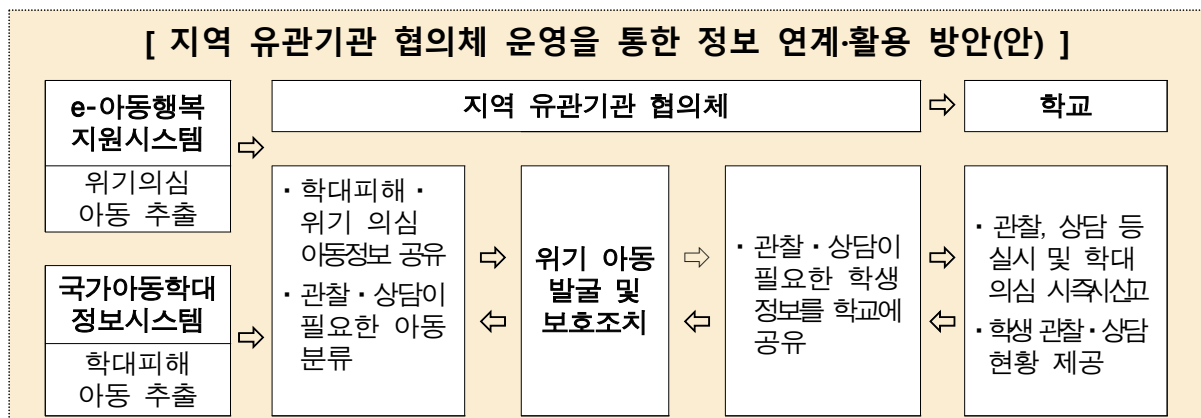 [ 지역 유관기관 협의체 운영을 통한 정보 연계·활용 방안(안) ]
e-아동행복
지원시스템
위기의심
아동 추출
국가아동학대
정보시스템
학대피해
아동 추출
⇨
⇨
지역 유관기관 협의체
⇨
학교
･ 학대피해･
위기 의심
아동정보 공유
･ 관찰･상담이
필요한 아동
분류
⇨
⇦
위기 아동
발굴 및
보호조치
⇨
⇦
･ 관찰･상담이
필요한 학생
정보를 학교에
공유
⇨
⇦
･ 관찰, 상담 등
실시 및 학대
의심 시 즉시신고
･ 학생 관찰･상담
현황 제공